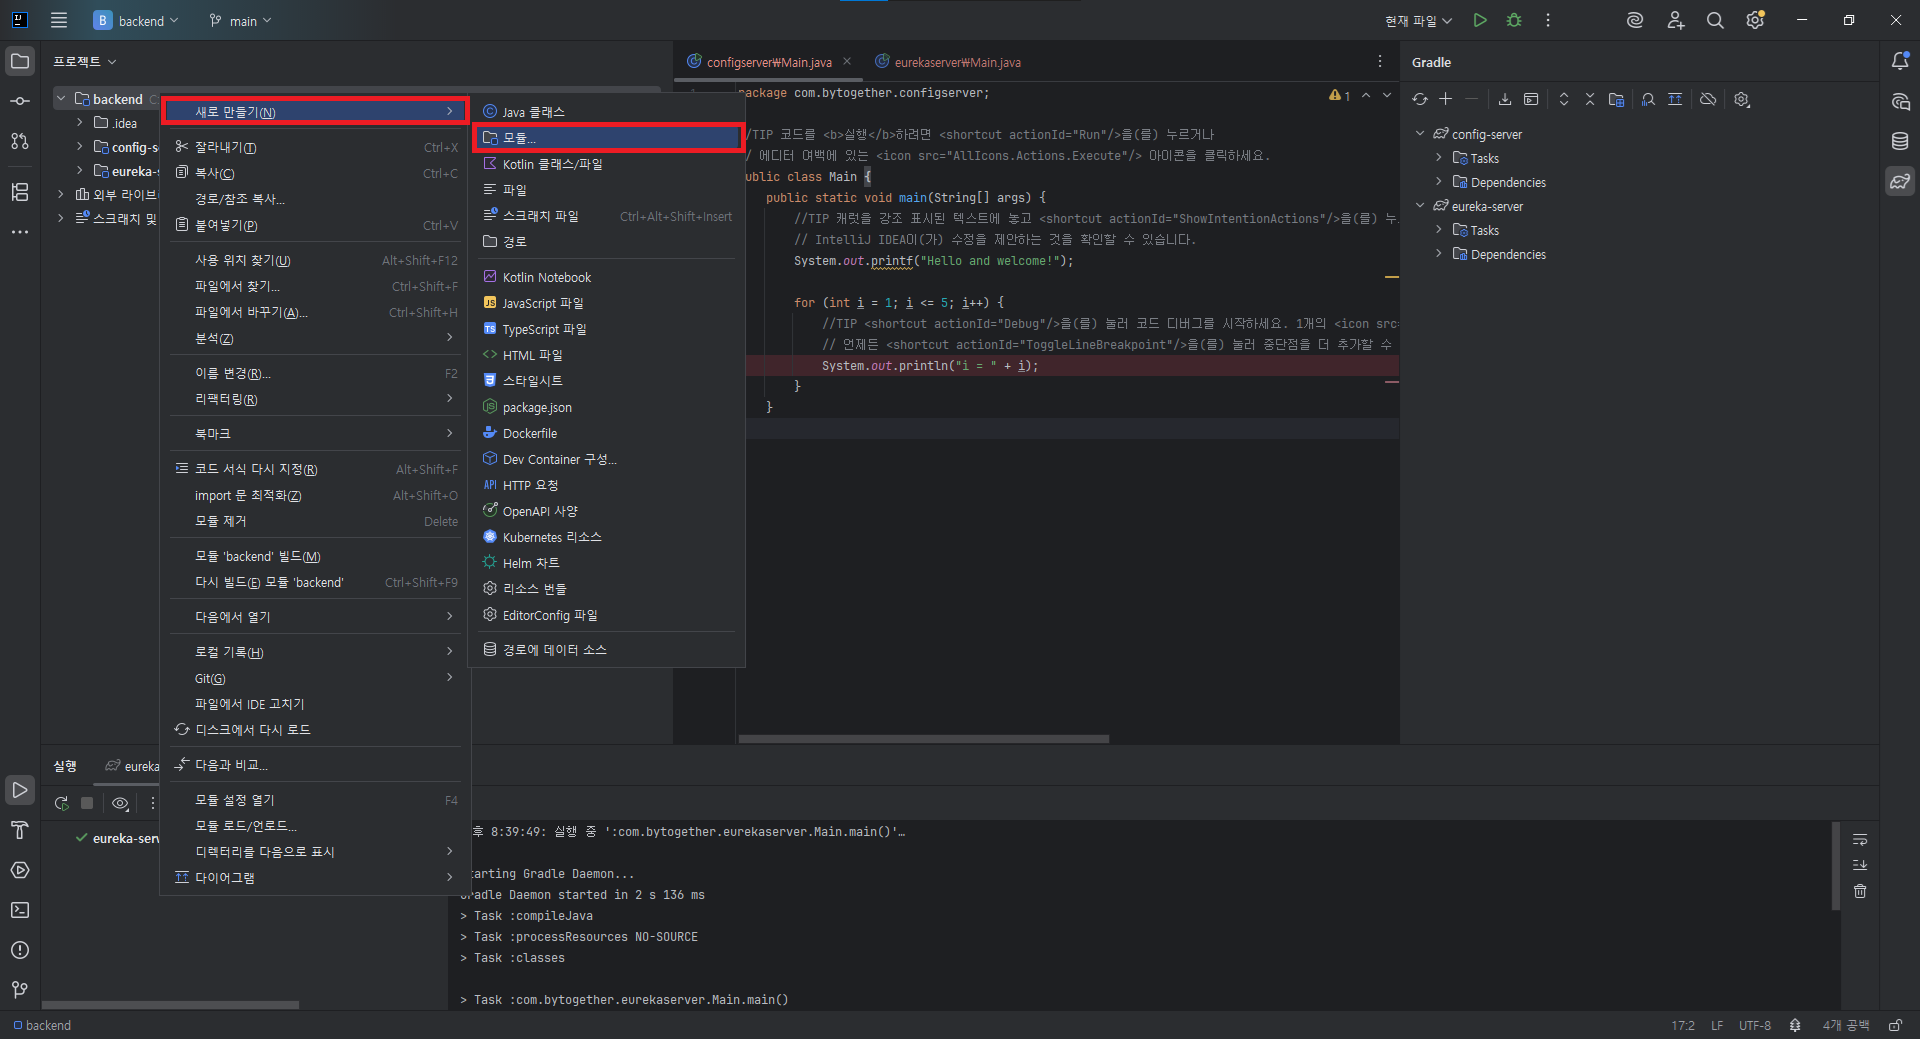 B backend
main
현재 파일
프로젝트
backend
.idea
config-s
eureka-s
외부 라이브
스크래치 및
새로 만들기(N)
잘라내기(T) Ctrl+X
복사(C) Ctrl+C
경로/참조 복사...
붙여넣기(P) Ctrl+V
사용 위치 찾기(U) Alt+Shift+F12
파일에서 찾기... Ctrl+Shift+F
파일에서 바꾸기(A)... Ctrl+Shift+H
분석(Z)
이름 변경(R)... F2
리팩터링(R)
북마크
코드 서식 다시 지정(R) Alt+Shift+F
import 문 최적화(Z) Alt+Shift+O
모듈 제거 Delete
모듈 'backend' 빌드(M)
다시 빌드(E) 모듈 'backend' Ctrl+Shift+F9
다음에서 열기
로컬 기록(H)
Git(G)
파일에서 IDE 고치기
디스크에서 다시 로드
다음과 비교...
모듈 설정 열기 F4
모듈 로드/언로드...
디렉터리를 다음으로 표시
다이어그램
Java 클래스
모듈...
Kotlin 클래스/파일
파일
스크래치 파일 Ctrl+Alt+Shift+Insert
경로
Kotlin Notebook
JS JavaScript 파일
TS TypeScript 파일
HTML 파일
스타일시트
package.json
Dockerfile
Dev Container 구성...
API HTTP 요청
OpenAPI 사양
Kubernetes 리소스
Helm 차트
리소스 번들
EditorConfig 파일
경로에 데이터 소스
configserver₩Main.java
eurekaserver₩Main.java
1
package com.bytogether.configserver;
/TIP 코드를 <b>실행</b>하려면 <shortcut actionId="Run"/>을(를) 누르거나
/ 에디터 여백에 있는 <icon src="AllIcons.Actions.Execute"/> 아이콘을 클릭하세요.
ublic class Main {
public static void main(String[] args) {
//TIP 캐럿을 강조 표시된 텍스트에 놓고 <shortcut actionId="ShowIntentionActions"/>을(를) 누
// IntelliJ IDEA이(가) 수정을 제안하는 것을 확인할 수 있습니다.
System.out.printf("Hello and welcome!");
for (int i = 1; i <= 5; i++) {
//TIP <shortcut actionId="Debug"/>을(를) 눌러 코드 디버그를 시작하세요. 1개의 <icon src=
// 언제든 <shortcut actionId="ToggleLineBreakpoint"/>을(를) 눌러 중단점을 더 추가할 수
System.out.println("i = " + i);
}
}
Gradle
config-server
Tasks
Dependencies
eureka-server
Tasks
Dependencies
실행
eureka
eureka-serv
후 8:39:49: 실행 중 ':com.bytogether.eurekaserver.Main.main()'…
tarting Gradle Daemon...
radle Daemon started in 2 s 136 ms
> Task :compileJava
> Task :processResources NO-SOURCE
> Task :classes
> Task :com.bytogether.eurekaserver.Main.main()
backend
17:2 LF UTF-8 4개 공백